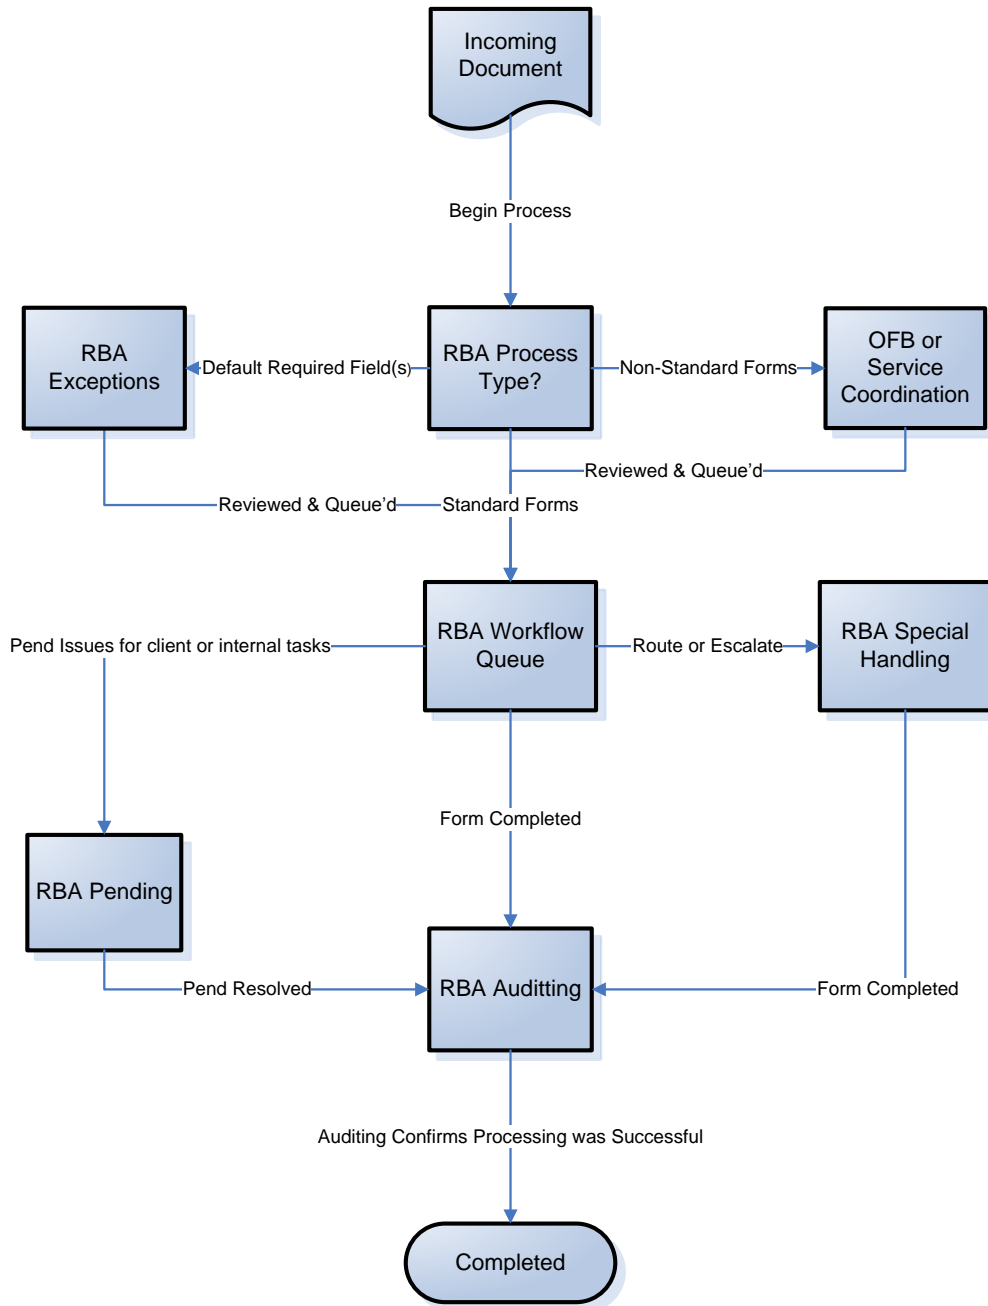 Incoming
Document
Begin Process
RBA
Exceptions
Default Required Field(s)
RBA Process
Type?
Non-Standard Forms
OFB or
Service
Coordination
Reviewed & Queue’d
Reviewed & Queue’d
Standard Forms
Pend Issues for client or internal tasks
RBA Workflow
Queue
Route or Escalate
RBA Special
Handling
Form Completed
RBA Pending
Pend Resolved
RBA Auditting
Form Completed
Auditing Confirms Processing was Successful
Completed